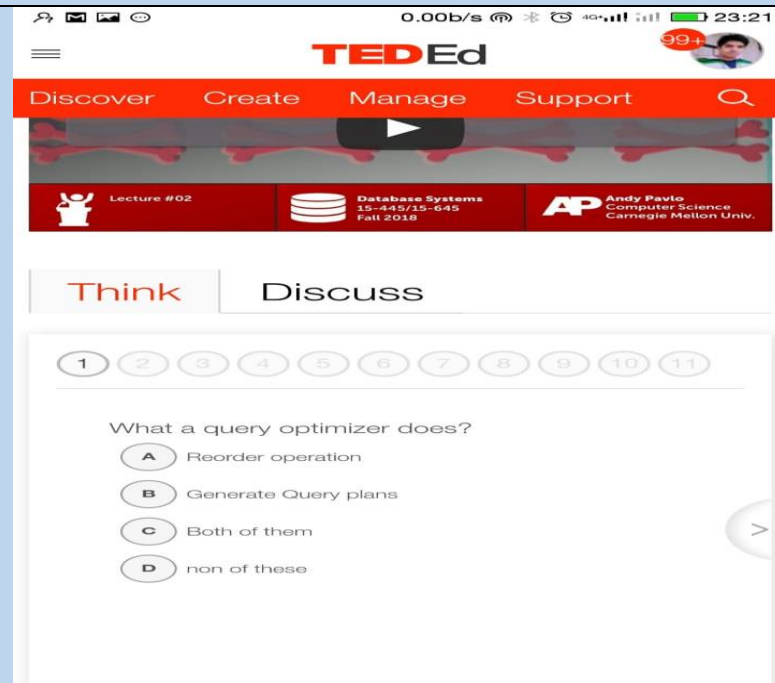 0.00b/s 4G+ 23:21
TEDEd
99+
Discover Create Manage Support
Lecture #02
Database Systems
15-445/15-645
Fall 2018
AP
Andy Pavlo
Computer Science
Carnegie Mellon Univ.
Think Discuss
1 2 3 4 5 6 7 8 9 10 11
What a query optimizer does?
A Reorder operation
B Generate Query plans
C Both of them
D non of these
>